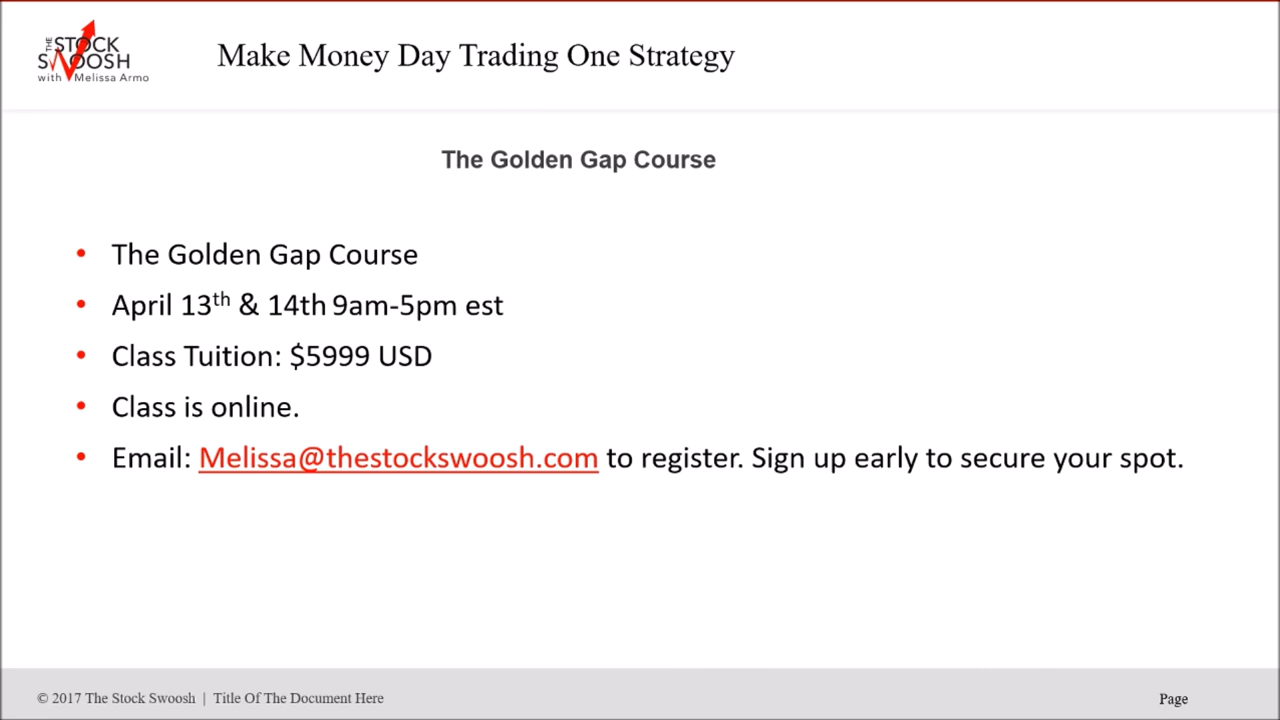 THE STOCK
SWOOSH
with Melissa Armo
Make Money Day Trading One Strategy
The Golden Gap Course
• The Golden Gap Course
• April 13th & 14th 9am-5pm est
• Class Tuition: $5999 USD
• Class is online.
• Email: Melissa@thestockswoosh.com to register. Sign up early to secure your spot.
© 2017 The Stock Swoosh | Title Of The Document Here
Page